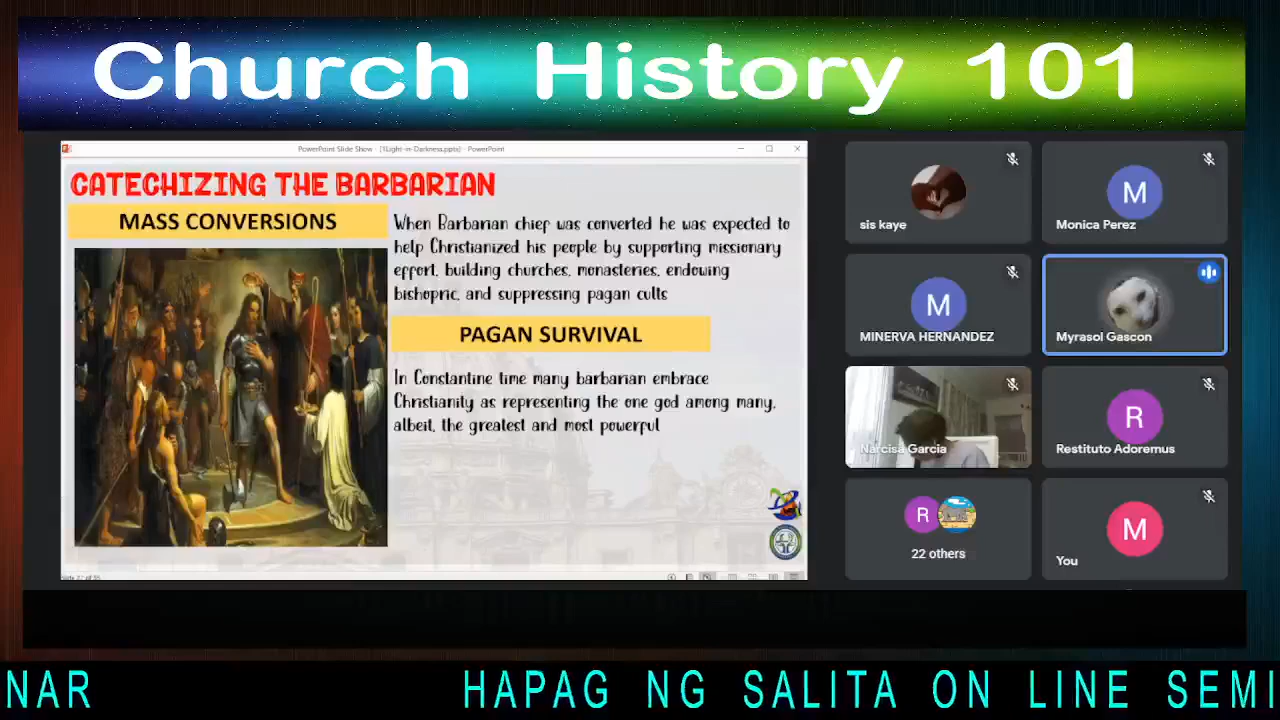 Church History 101
PowerPoint Slide Show - [1Light-in-Darkness.pptx] - PowerPoint
CATECHIZING THE BARBARIAN
MASS CONVERSIONS
When Barbarian chief was converted he was expected to
help Christianized his people by supporting missionary
effort, building churches, monasteries, endowing
bishopric, and suppressing pagan cults
PAGAN SURVIVAL
In Constantine time many barbarian embrace
Christianity as representing the one god among many,
albeit, the greatest and most powerful
sis kaye
M
Monica Perez
M
MINERVA HERNANDEZ
Myrasol Gascon
Narcisa Garcia
R
Restituto Adoremus
R
22 others
M
You
NAR HAPAG NG SALITA ON LINE SEMI